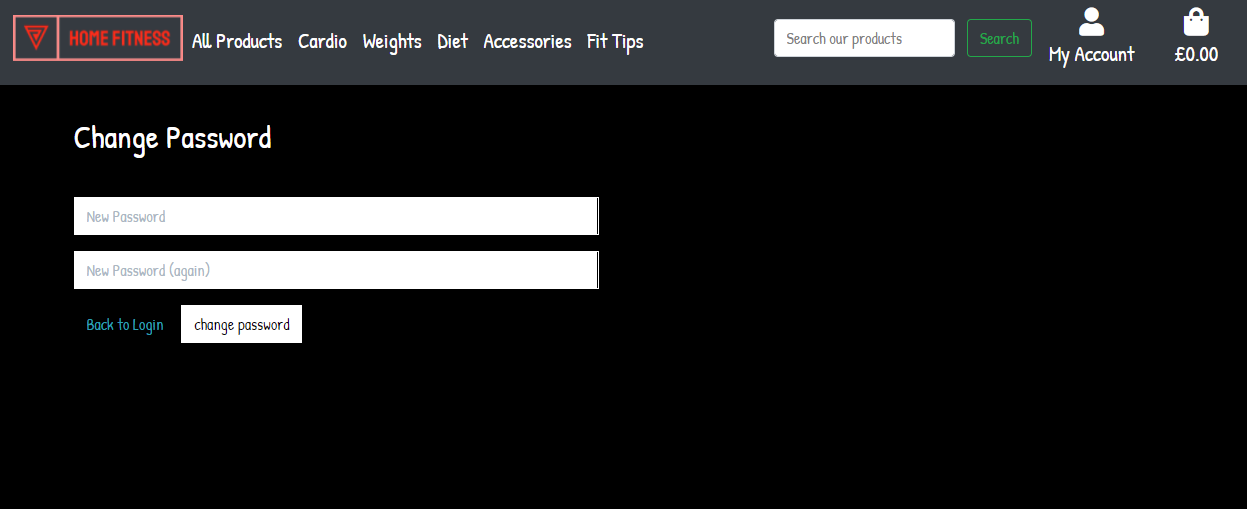 HOME FITNESS All Products Cardio Weights Diet Accessories Fit Tips Search our products Search My Account £0.00
Change Password
New Password
New Password (again)
Back to Login change password